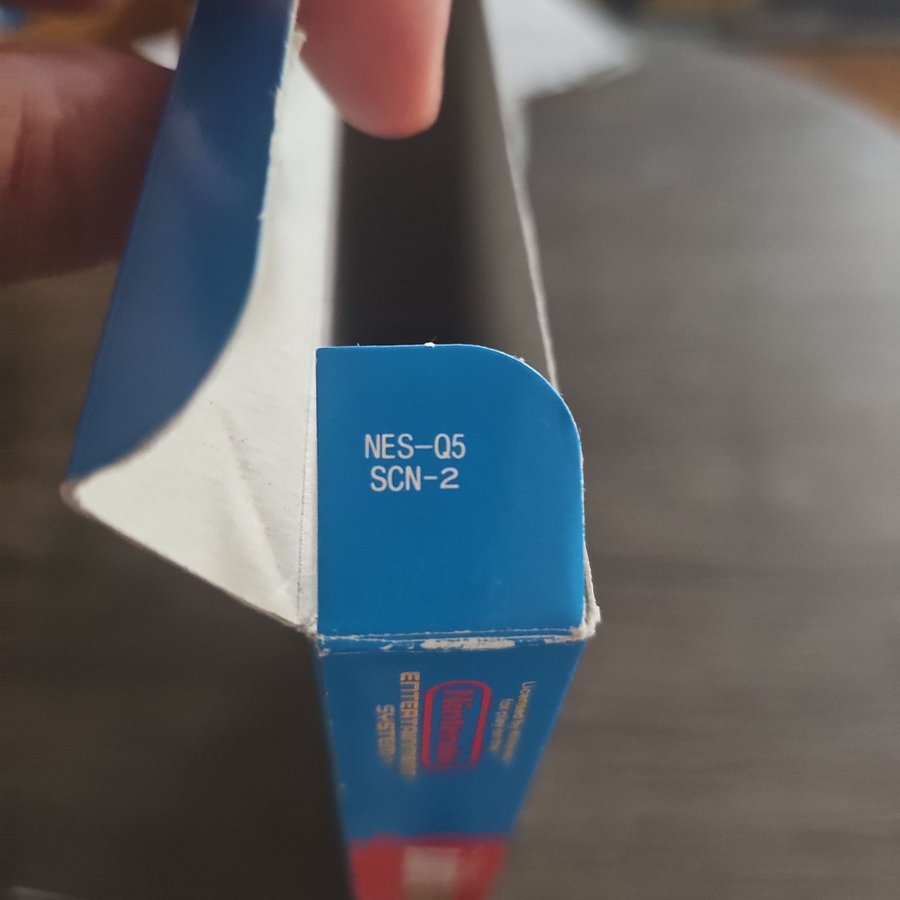 NES-Q5
SCN-2
Nintendo
ENTERTAINMENT
SYSTEM
Licensed by Nintendo
for play on the